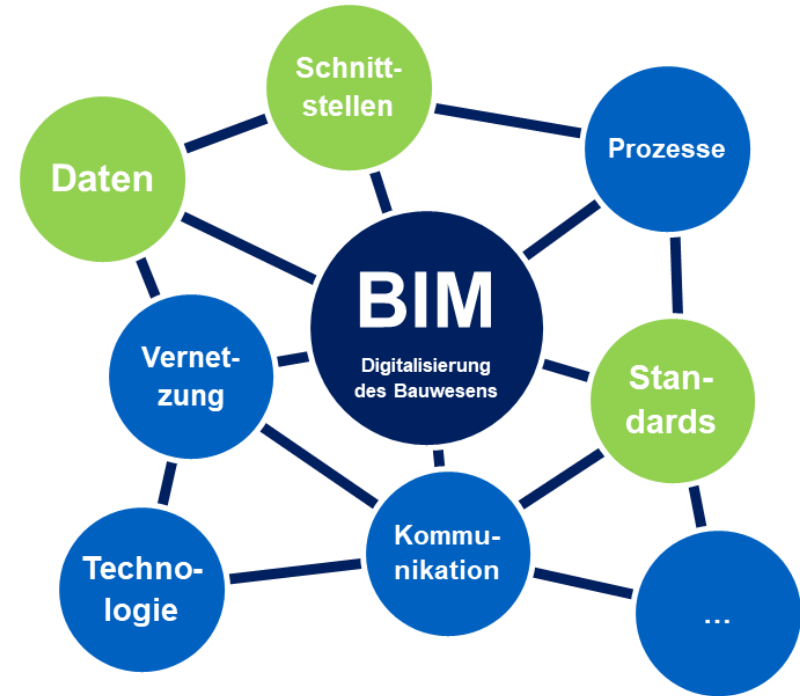 Schnitt-
stellen
Prozesse
Daten
BIM
Digitalisierung
des Bauwesens
Vernet-
zung
Stan-
dards
Kommu-
nikation
Techno-
logie
...